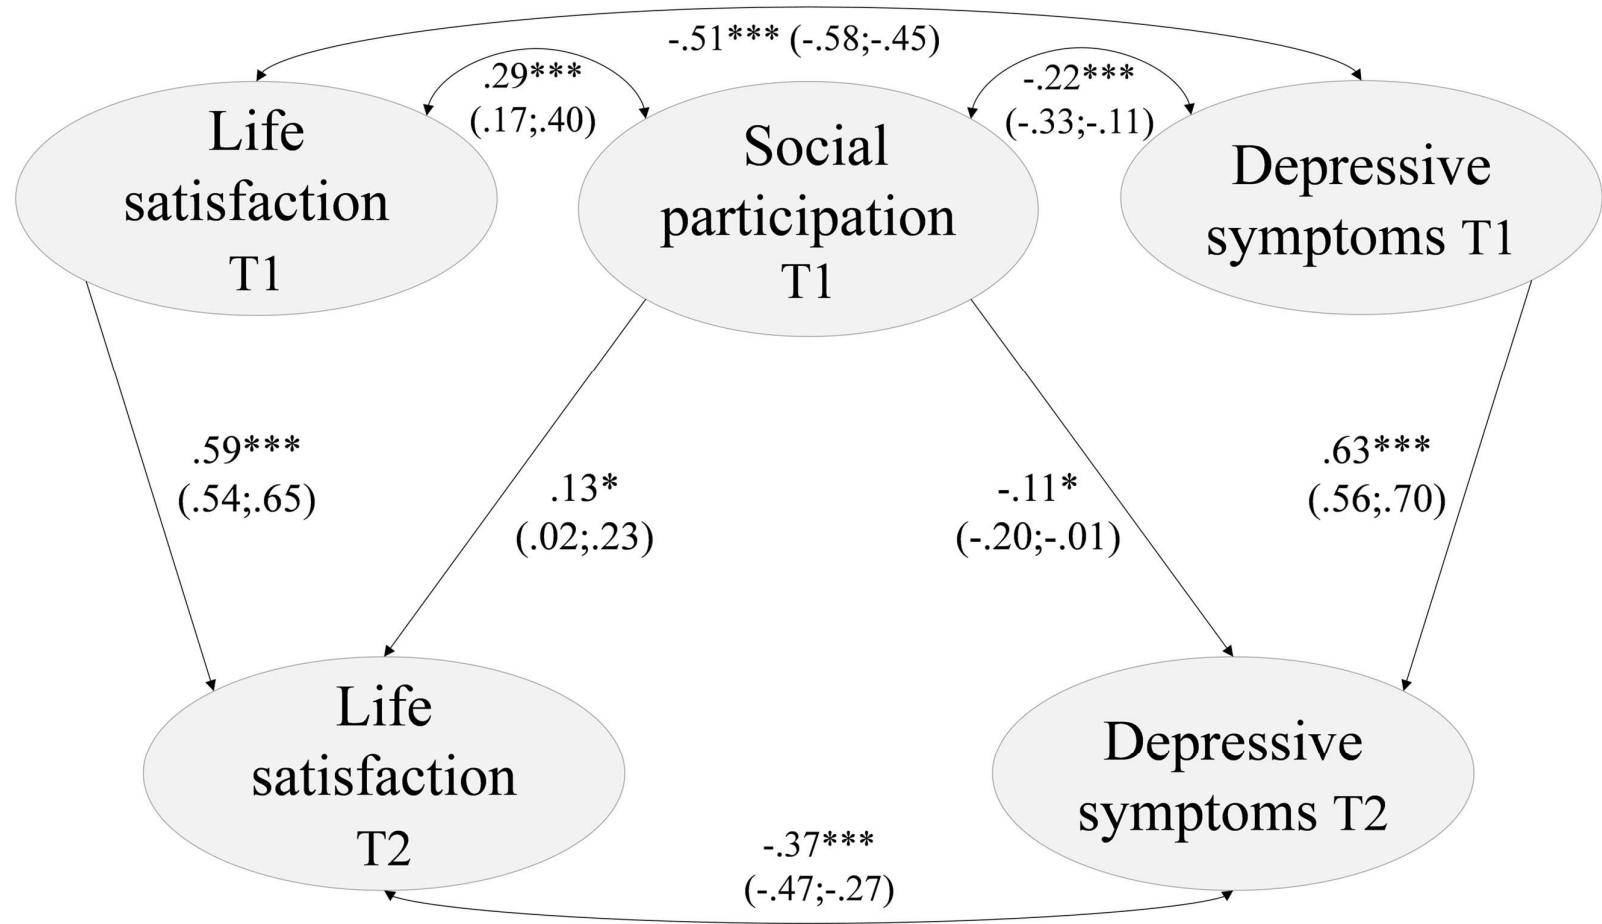 -.51*** (-.58;-.45)
.29***
(.17;.40)
-.22***
(-.33;-.11)
Life
satisfaction
T1
Social
participation
T1
Depressive
symptoms T1
.59***
(.54;.65)
.13*
(.02;.23)
-.11*
(-.20;-.01)
.63***
(.56;.70)
Life
satisfaction
T2
Depressive
symptoms T2
-.37***
(-.47;-.27)